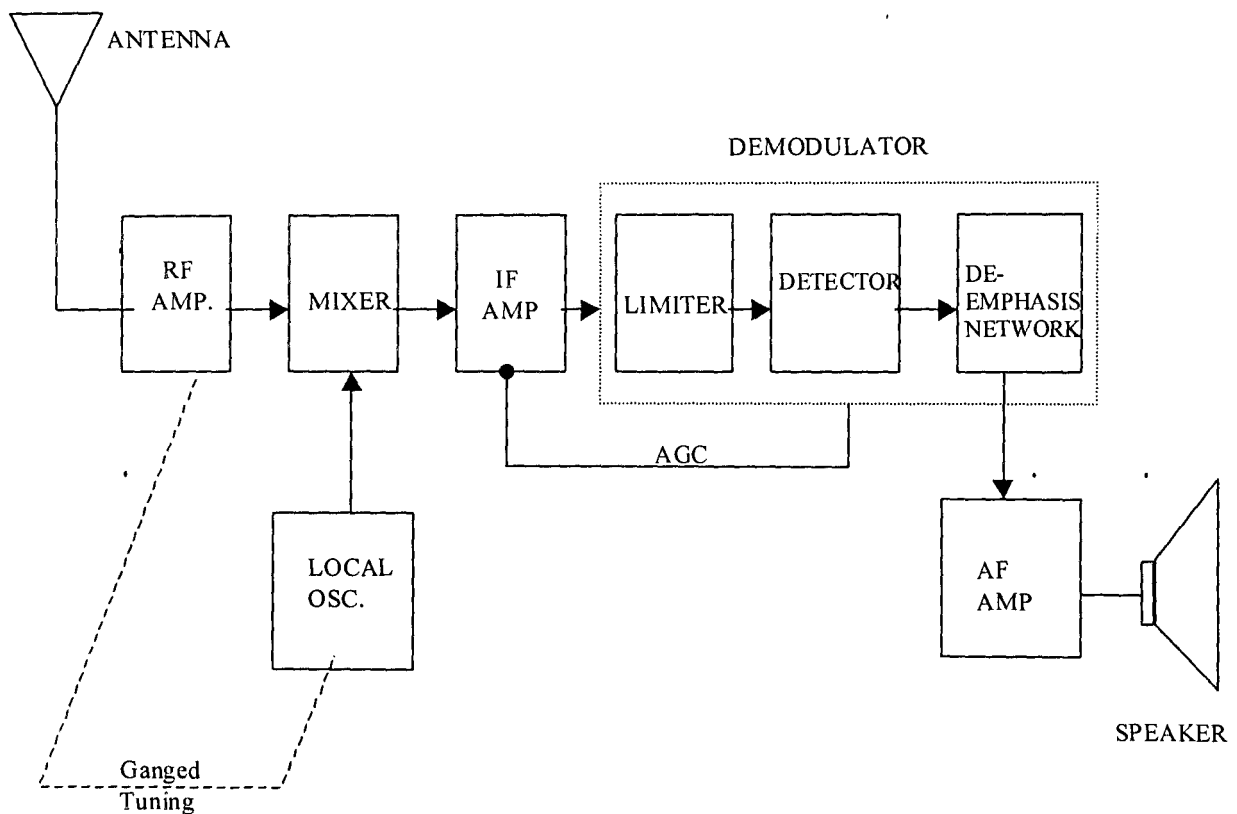 ANTENNA
DEMODULATOR
RF
AMP.
MIXER
IF
AMP
LIMITER
DETECTOR
DE-
EMPHASIS
NETWORK
AGC
LOCAL
OSC.
AF
AMP
SPEAKER
Ganged
Tuning